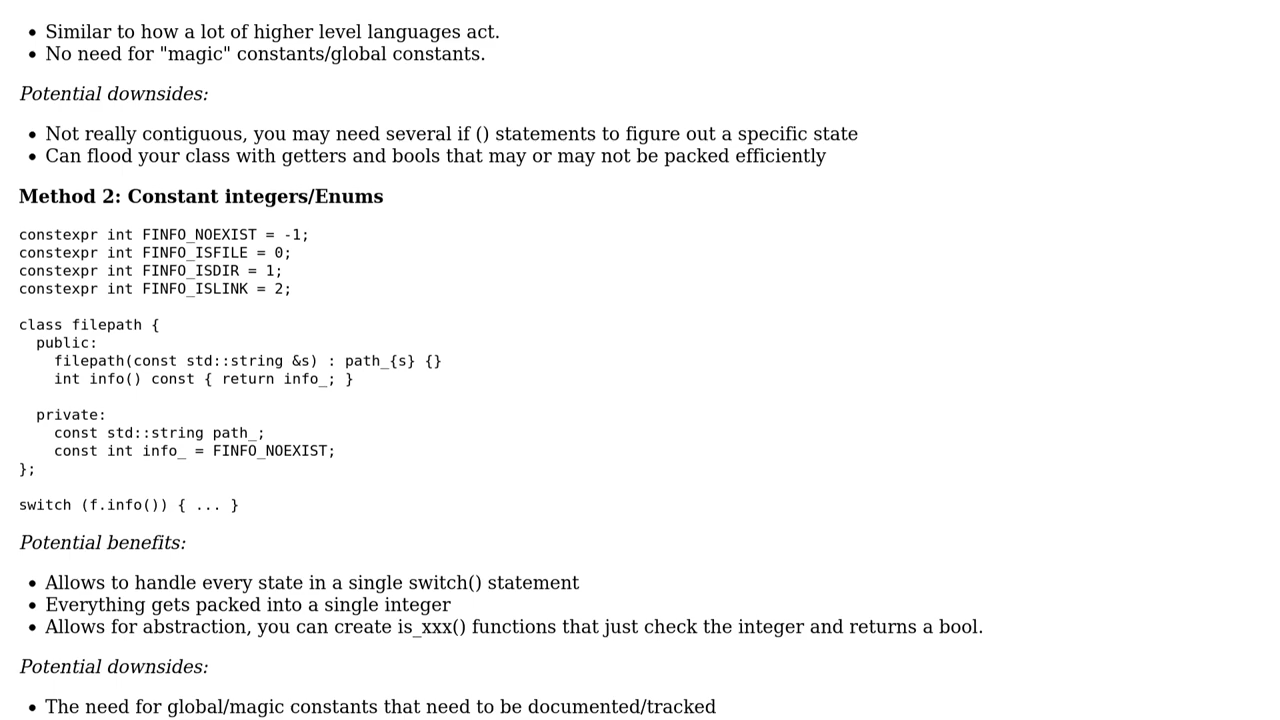 • Similar to how a lot of higher level languages act.
• No need for "magic" constants/global constants.
Potential downsides:
• Not really contiguous, you may need several if () statements to figure out a specific state
• Can flood your class with getters and bools that may or may not be packed efficiently
Method 2: Constant integers/Enums
constexpr int FINFO_NOEXIST = -1;
constexpr int FINFO_ISFILE = 0;
constexpr int FINFO_ISDIR = 1;
constexpr int FINFO_ISLINK = 2;
class filepath {
  public:
    filepath(const std::string &s) : path_{s} {}
    int info() const { return info_; }
  private:
    const std::string path_;
    const int info_ = FINFO_NOEXIST;
};
switch (f.info()) { ... }
Potential benefits:
• Allows to handle every state in a single switch() statement
• Everything gets packed into a single integer
• Allows for abstraction, you can create is_xxx() functions that just check the integer and returns a bool.
Potential downsides:
• The need for global/magic constants that need to be documented/tracked